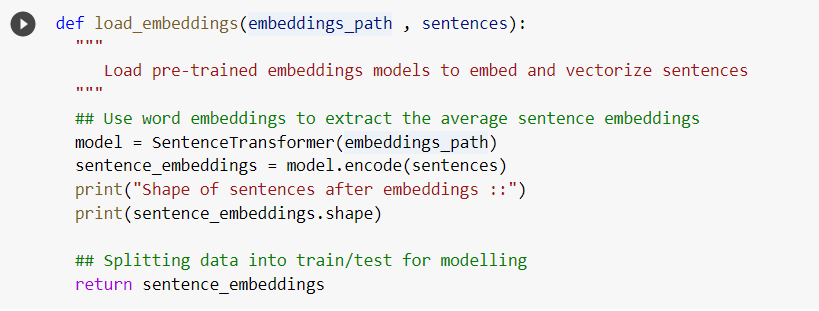 def load_embeddings(embeddings_path , sentences):
"""
Load pre-trained embeddings models to embed and vectorize sentences
"""
## Use word embeddings to extract the average sentence embeddings
model = SentenceTransformer(embeddings_path)
sentence_embeddings = model.encode(sentences)
print("Shape of sentences after embeddings ::")
print(sentence_embeddings.shape)
## Splitting data into train/test for modelling
return sentence_embeddings